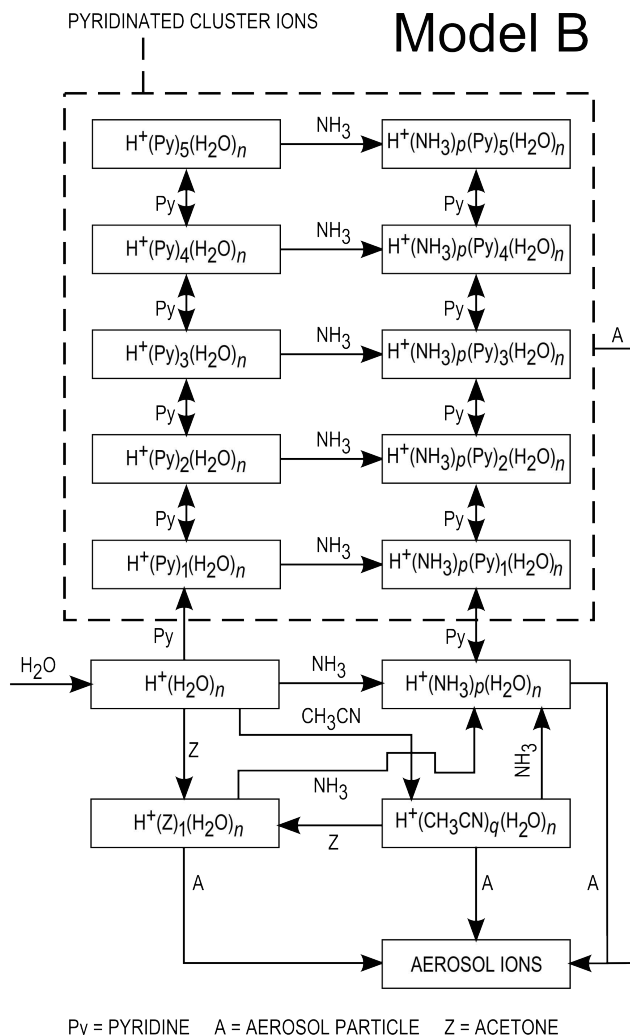 PYRIDINATED CLUSTER IONS
Model B
H⁺(Py)₅(H₂O)ₙ
NH₃
H⁺(NH₃)p(Py)₅(H₂O)ₙ
Py
Py
H⁺(Py)₄(H₂O)ₙ
NH₃
H⁺(NH₃)p(Py)₄(H₂O)ₙ
Py
Py
A
H⁺(Py)₃(H₂O)ₙ
NH₃
H⁺(NH₃)p(Py)₃(H₂O)ₙ
Py
Py
H⁺(Py)₂(H₂O)ₙ
NH₃
H⁺(NH₃)p(Py)₂(H₂O)ₙ
Py
Py
H⁺(Py)₁(H₂O)ₙ
NH₃
H⁺(NH₃)p(Py)₁(H₂O)ₙ
Py
Py
H₂O
H⁺(H₂O)ₙ
NH₃
H⁺(NH₃)p(H₂O)ₙ
CH₃CN
Z
NH₃
NH₃
H⁺(Z)₁(H₂O)ₙ
Z
H⁺(CH₃CN)q(H₂O)ₙ
A
A
A
AEROSOL IONS
Py = PYRIDINE A = AEROSOL PARTICLE Z = ACETONE